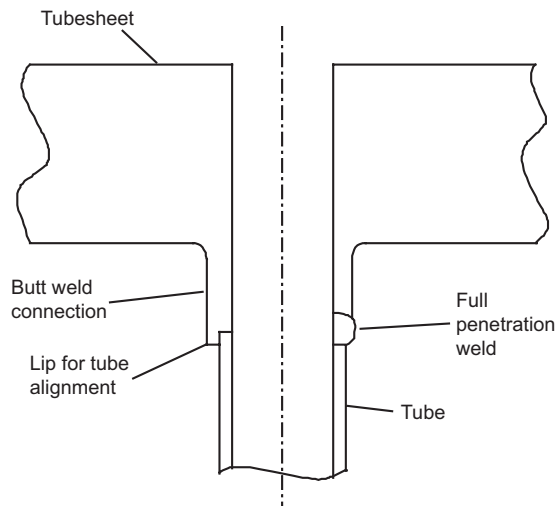 Tubesheet
Butt weld
connection
Lip for tube
alignment
Full
penetration
weld
Tube